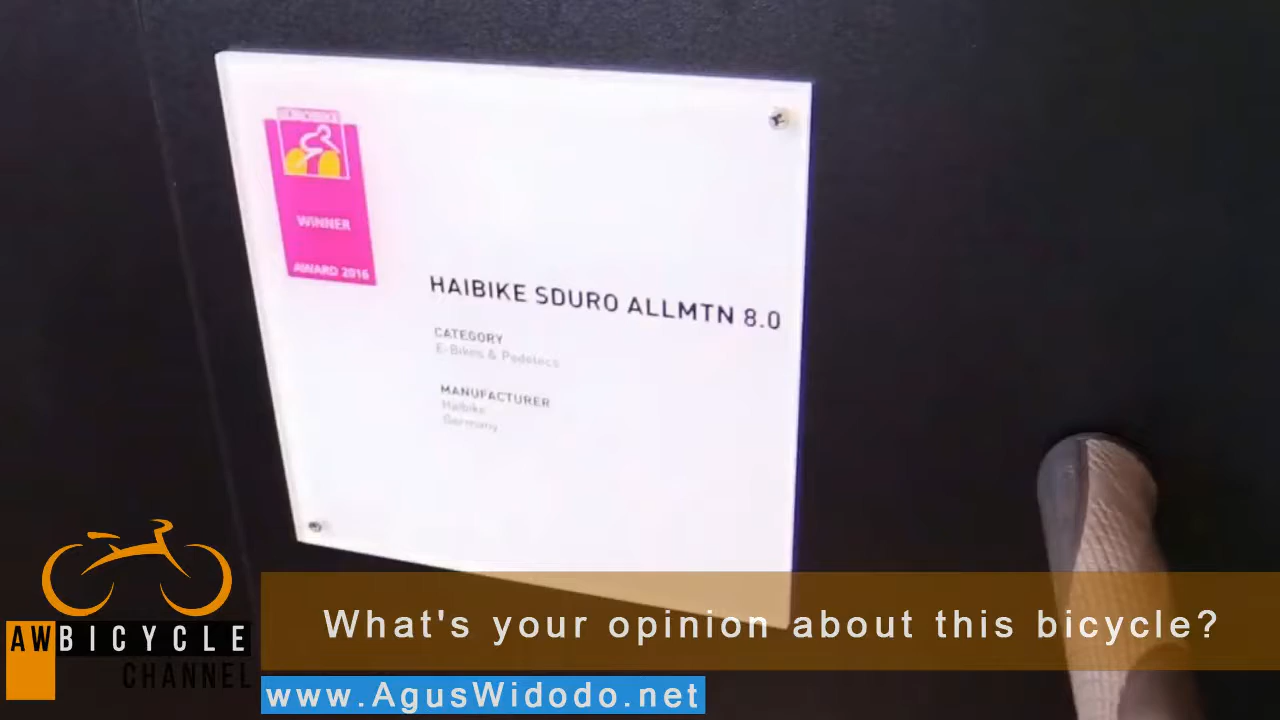 EUROBIKE
WINNER
AWARD 2016
HAIBIKE SDURO ALLMTN 8.0
CATEGORY
E-Bikes & Pedelecs
MANUFACTURER
Haibike
Germany
AWBICYCLE
CHANNEL
What's your opinion about this bicycle?
www.AgusWidodo.net